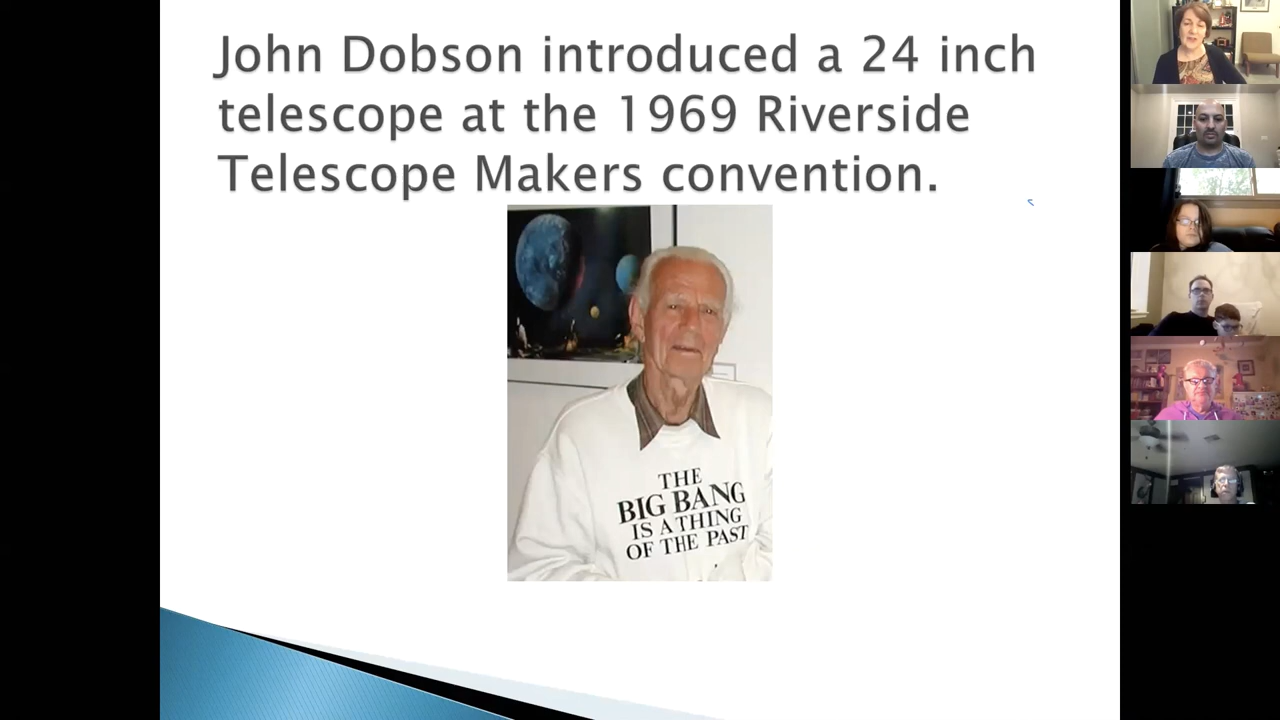 John Dobson introduced a 24 inch
telescope at the 1969 Riverside
Telescope Makers convention.
THE
BIG BANG
IS A THING
OF THE PAST